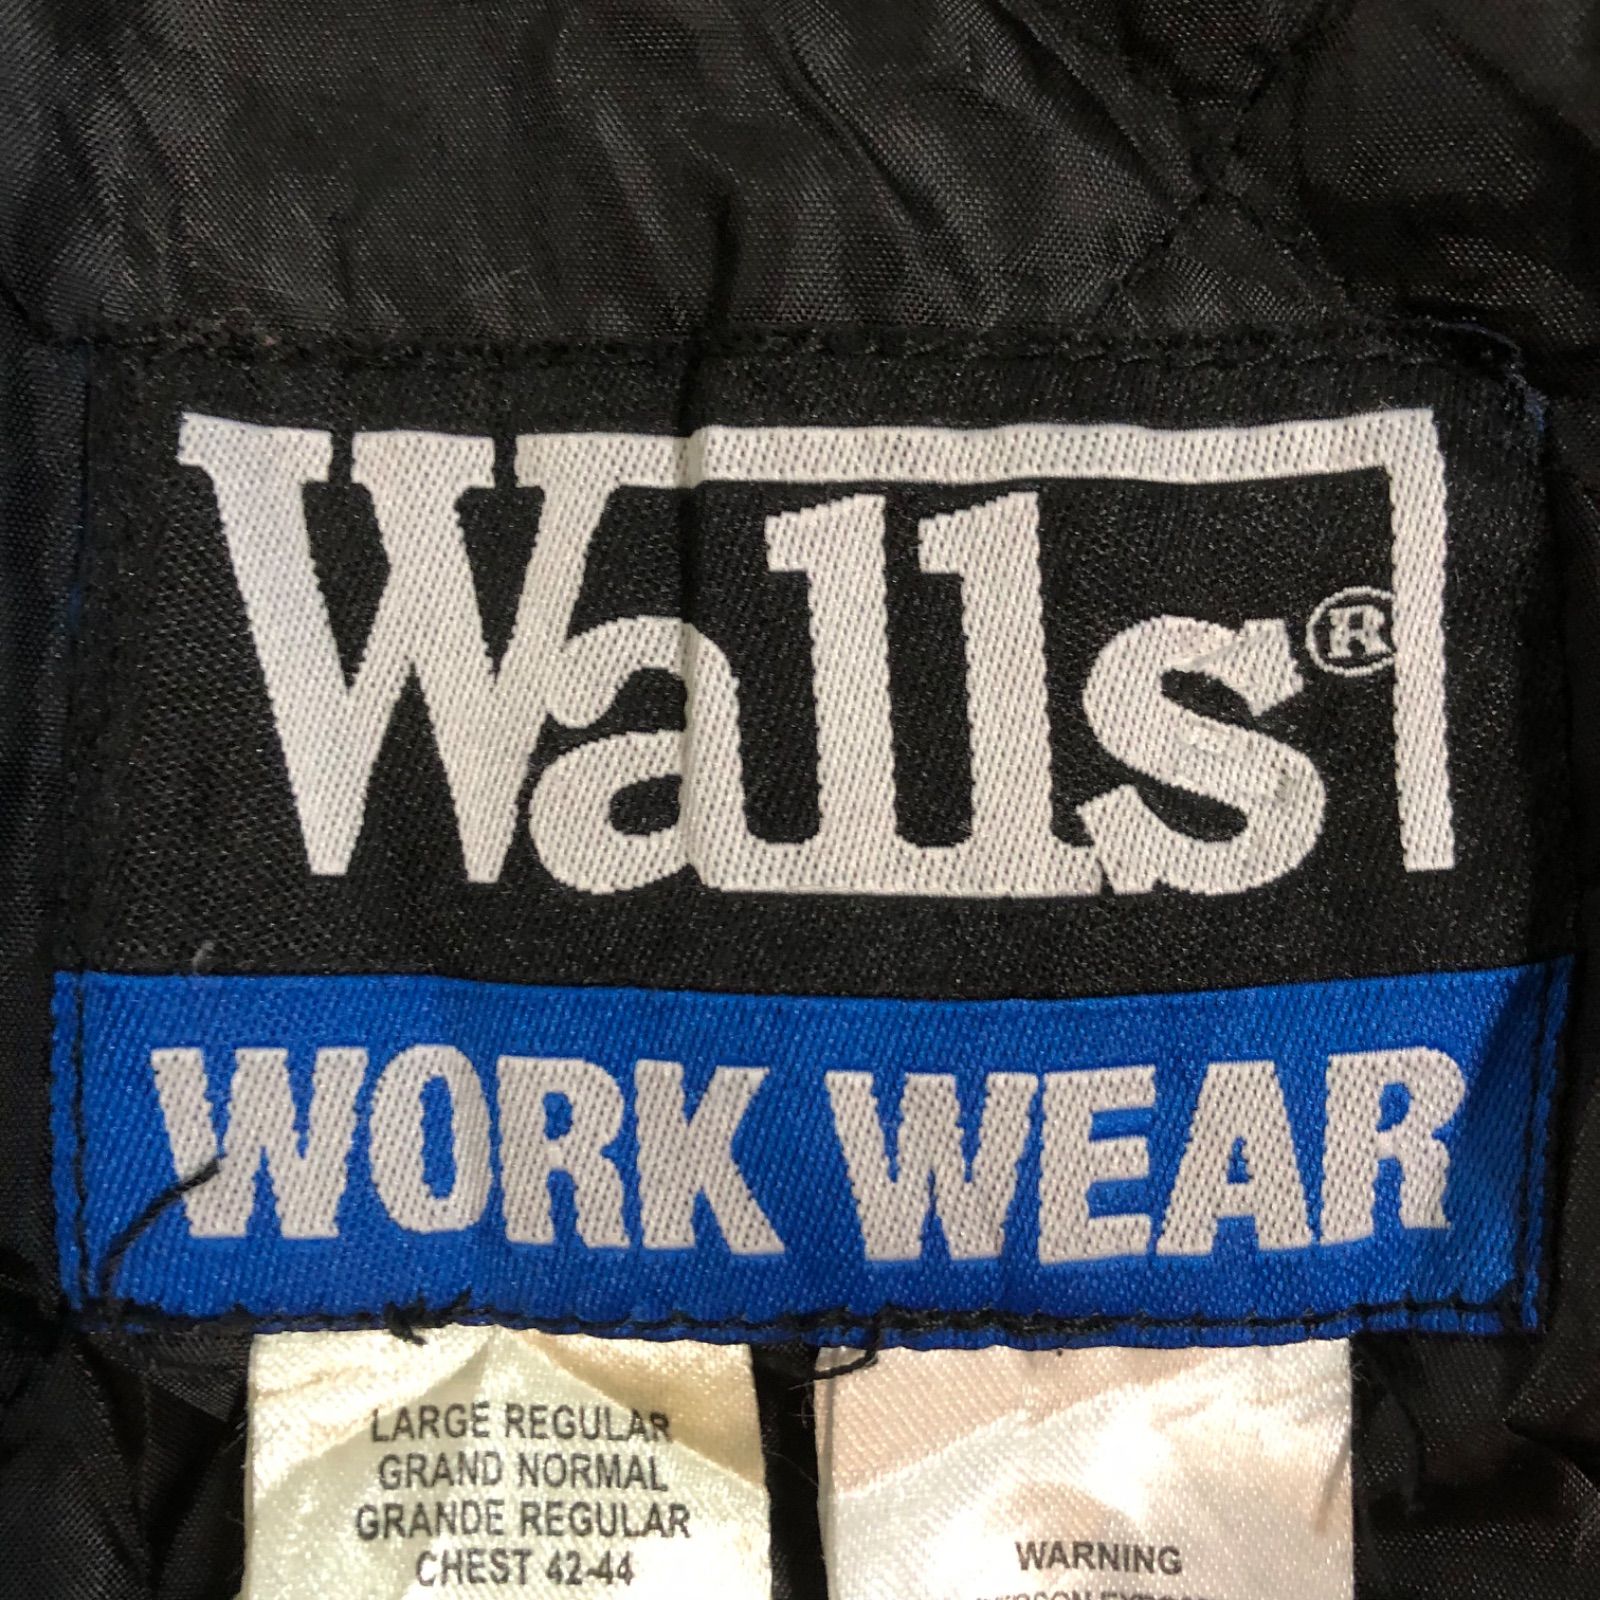 Walls®
WORK WEAR
LARGE REGULAR
GRAND NORMAL
GRANDE REGULAR
CHEST 42-44
WARNING